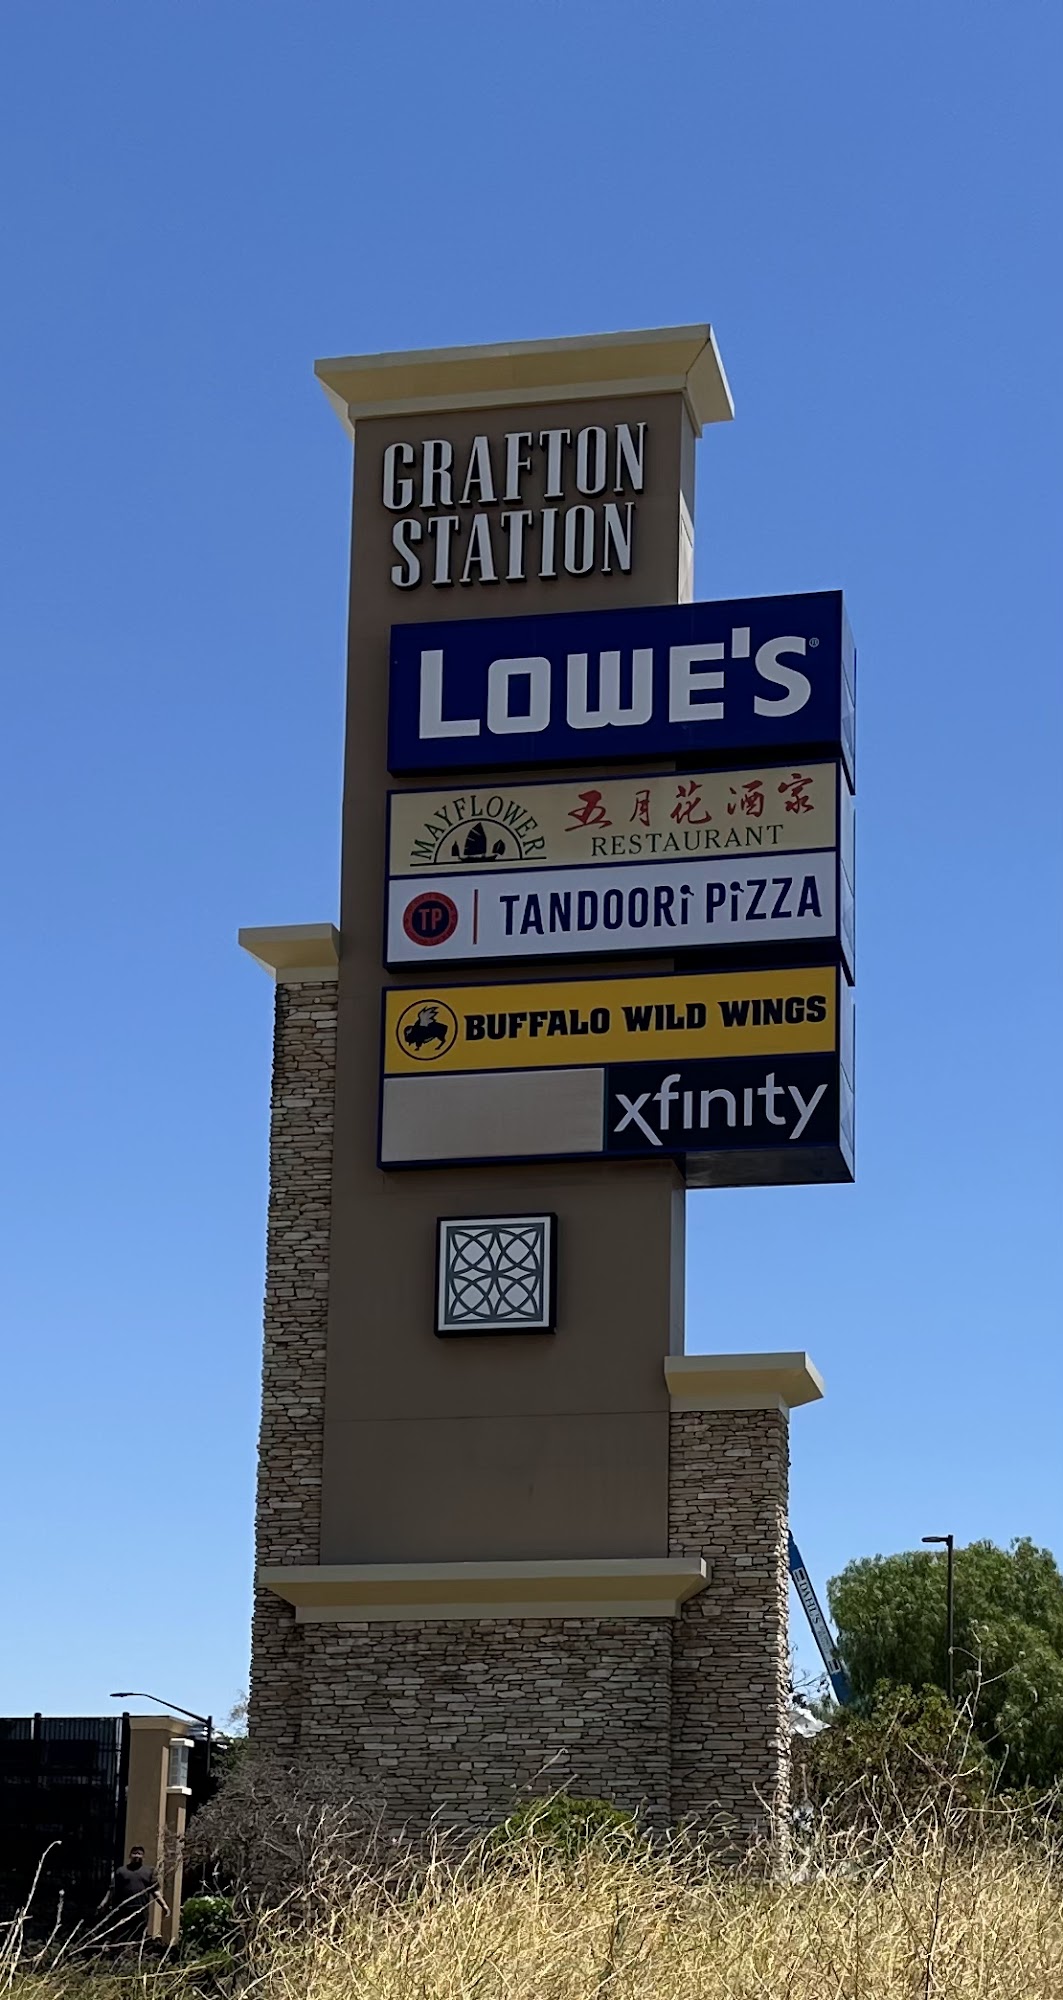 GRAFTON
STATION
LOWE'S®
MAYFLOWER
五月花酒家
RESTAURANT
TP
TANDOORI PIZZA
BUFFALO WILD WINGS
xfinity